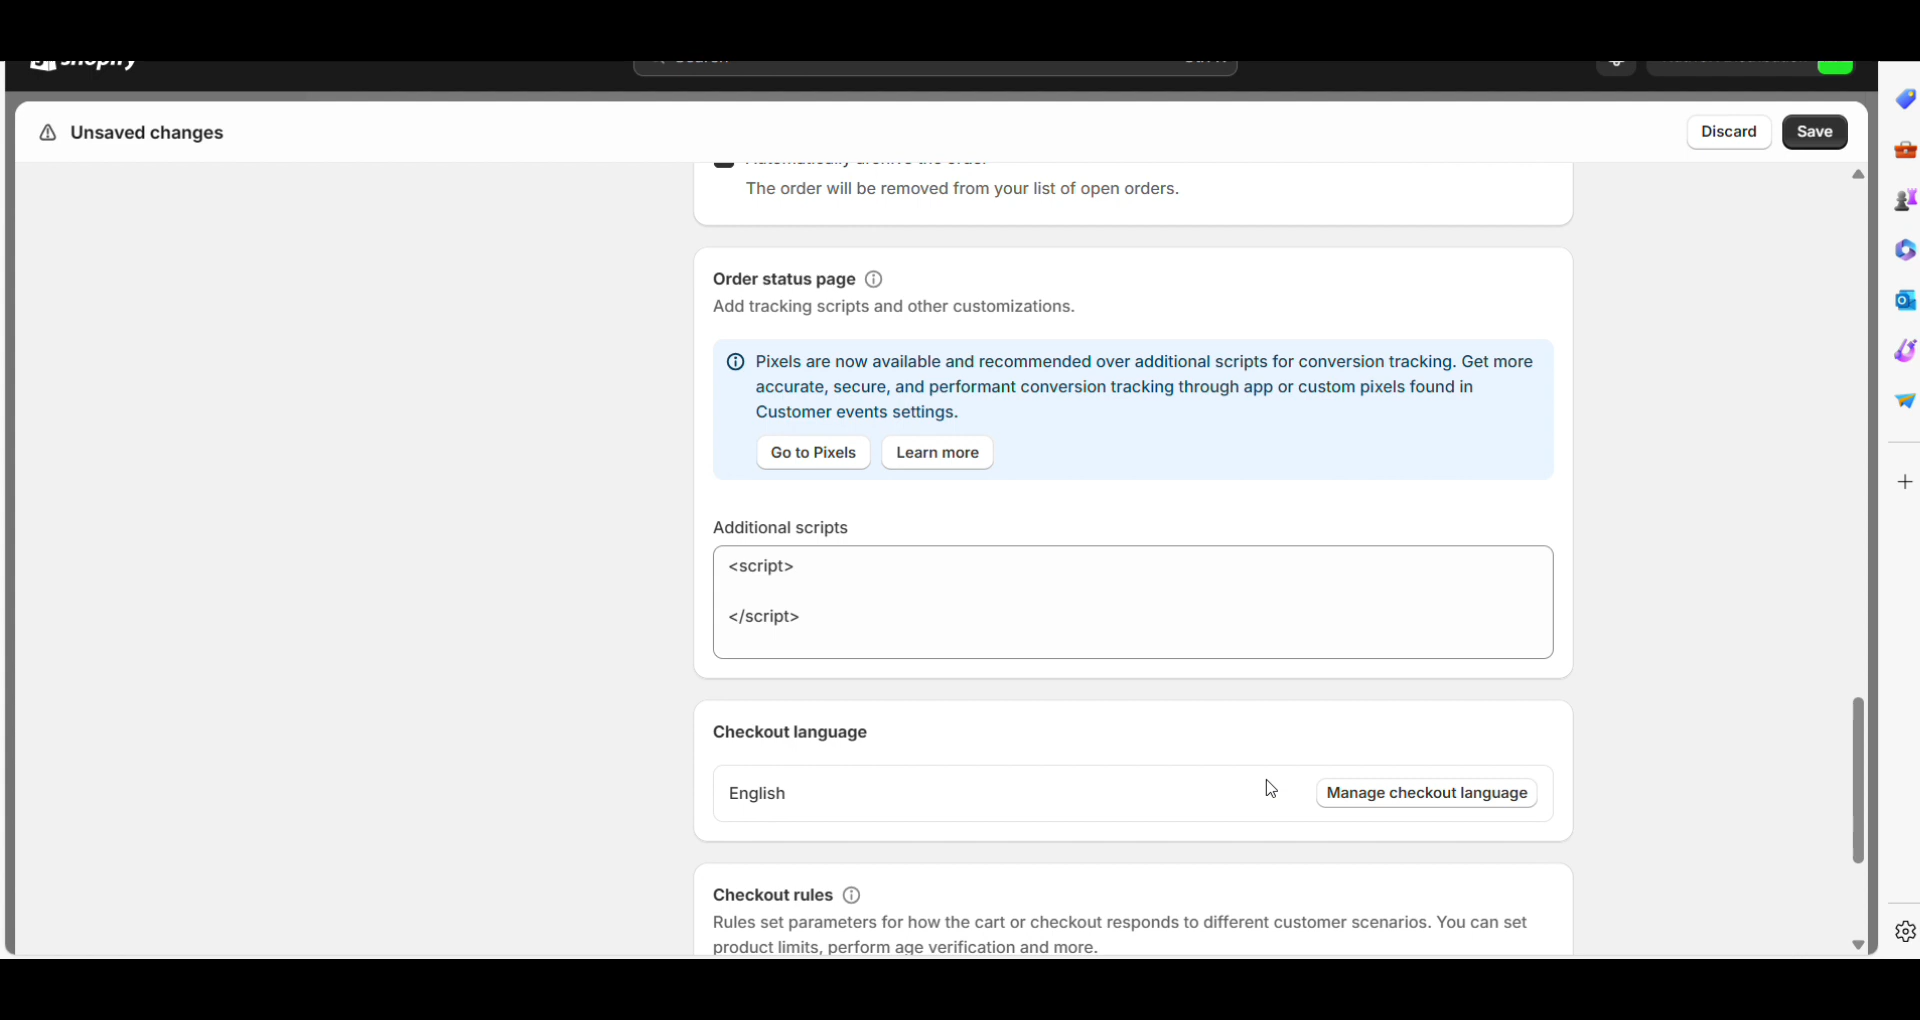 shopify
Unsaved changes
Discard
Save
Automatically archive the order
The order will be removed from your list of open orders.
Order status page
Add tracking scripts and other customizations.
Pixels are now available and recommended over additional scripts for conversion tracking. Get more
accurate, secure, and performant conversion tracking through app or custom pixels found in
Customer events settings.
Go to Pixels
Learn more
Additional scripts
<script>
</script>
Checkout language
English
Manage checkout language
Checkout rules
Rules set parameters for how the cart or checkout responds to different customer scenarios. You can set
product limits, perform age verification and more.